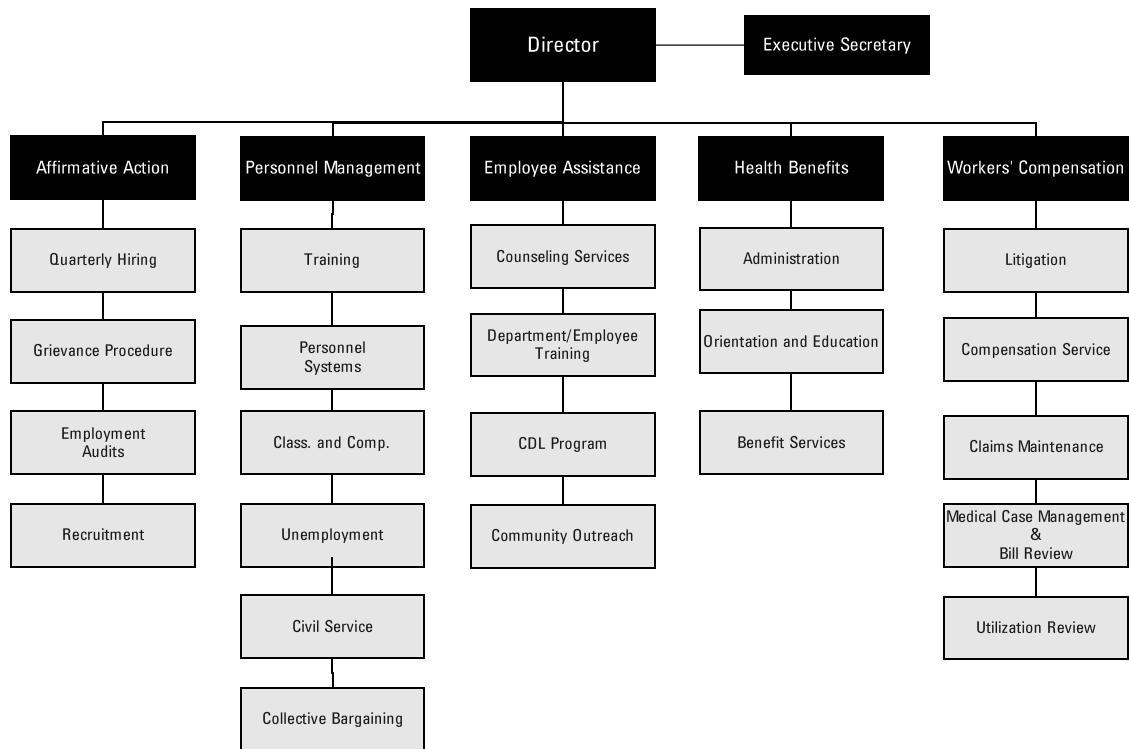 Director
Executive Secretary
Affirmative Action
Personnel Management
Employee Assistance
Health Benefits
Workers' Compensation
Quarterly Hiring
Grievance Procedure
Employment
Audits
Recruitment
Training
Personnel
Systems
Class. and Comp.
Unemployment
Civil Service
Collective Bargaining
Counseling Services
Department/Employee
Training
CDL Program
Community Outreach
Administration
Orientation and Education
Benefit Services
Litigation
Compensation Service
Claims Maintenance
Medical Case Management
&
Bill Review
Utilization Review